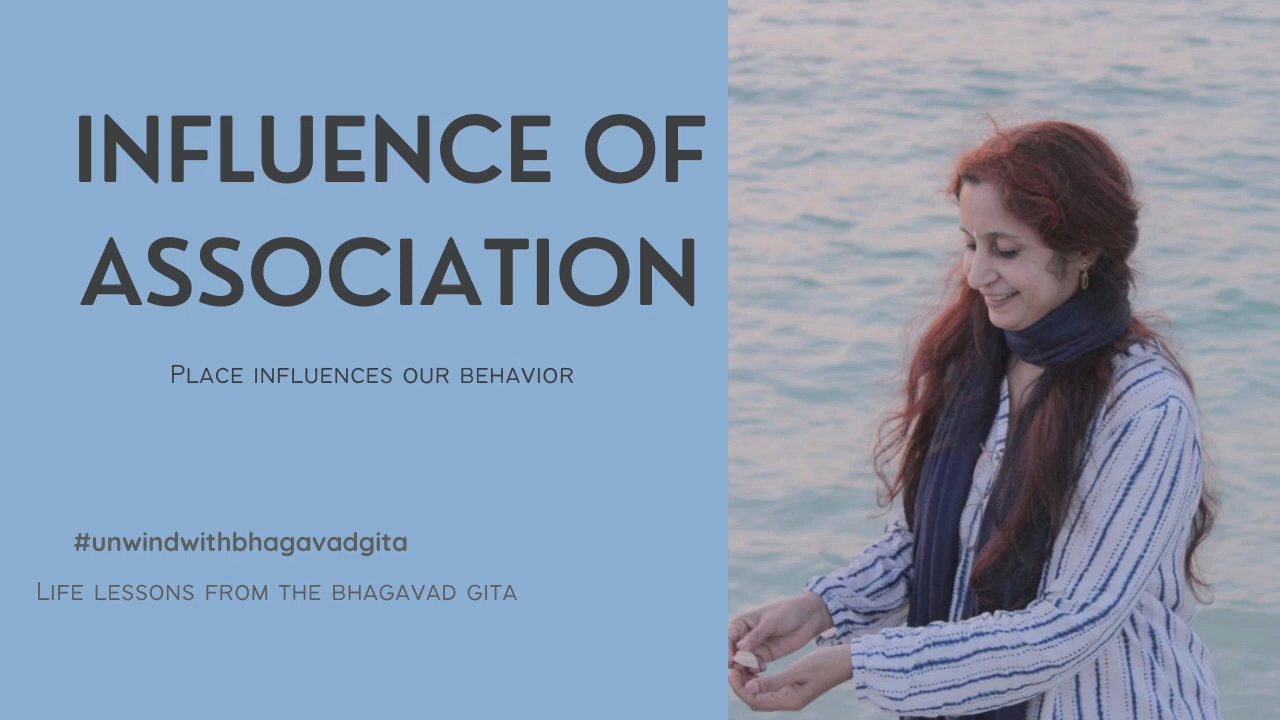 INFLUENCE OF
ASSOCIATION
Place influences our behavior
#unwindwithbhagavadgita
Life lessons from the bhagavad gita